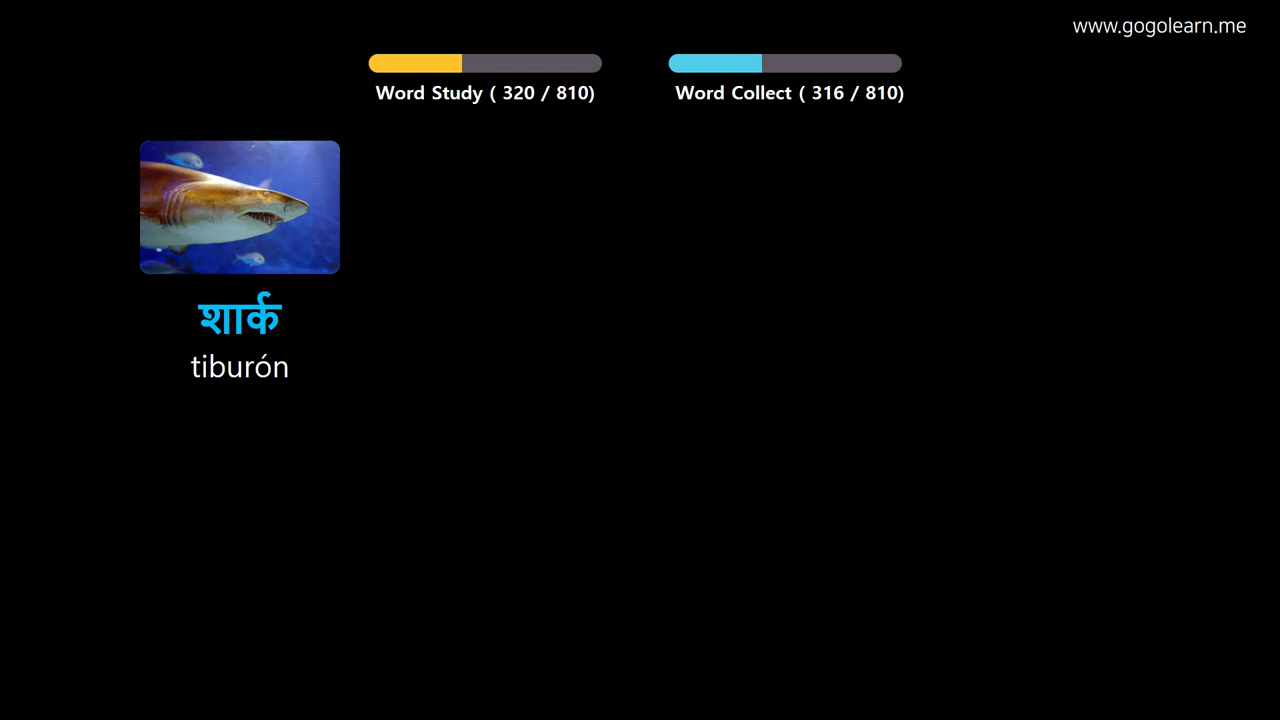 www.gogolearn.me
Word Study ( 320 / 810)
Word Collect ( 316 / 810)
शार्क
tiburón